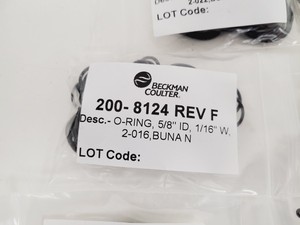 LOT Code:
BECKMAN
COULTER.
200- 8124 REV F
Desc.- O-RING, 5/8" ID, 1/16" W,
2-016,BUNA N
LOT Code: